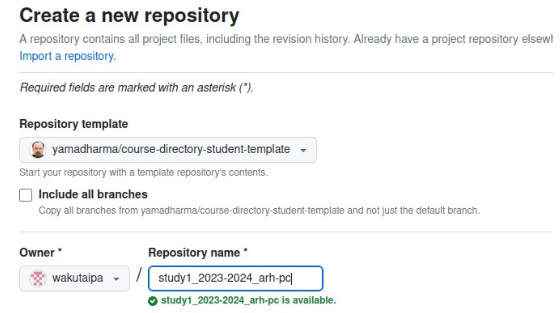 Create a new repository
A repository contains all project files, including the revision history. Already have a project repository
Import a repository.
Required fields are marked with an asterisk (*).
Repository template
yamadharma/course-directory-student-template
Start your repository with a template repository's contents.
Include all branches
Copy all branches from yamadharma/course-directory-student-template and not just the default branch.
Owner * Repository name *
wakutaipa / study1_2023-2024_arh-pc
study1_2023-2024_arh-pc is available.